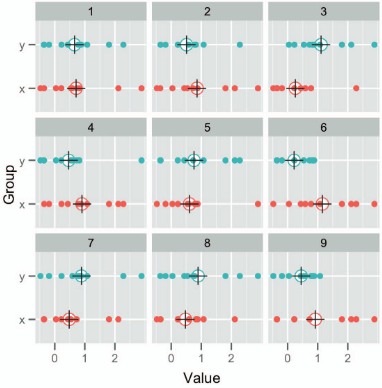 1 2 3
y
x
4 5 6
y
x
Group
7 8 9
y
x
0 1 2 0 1 2 0 1 2
Value